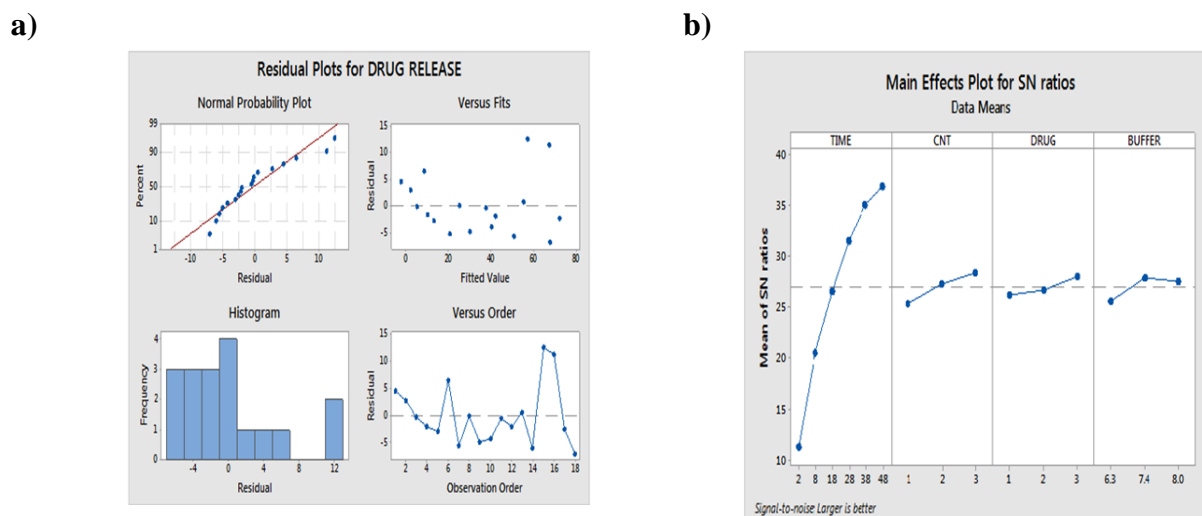 a)
Residual Plots for DRUG RELEASE
Normal Probability Plot
99
90
50
10
1
Percent
-10 -5 0 5 10
Residual
Versus Fits
15
10
5
0
-5
Residual
0 20 40 60 80
Fitted Value
Histogram
4
3
2
1
0
Frequency
-4 0 4 8 12
Residual
Versus Order
15
10
5
0
-5
Residual
2 4 6 8 10 12 14 16 18
Observation Order
b)
Main Effects Plot for SN ratios
Data Means
TIME CNT DRUG BUFFER
40
35
30
25
20
15
10
Mean of SN ratios
2 8 18 28 38 48 1 2 3 1 2 3 6.3 7.4 8.0
Signal-to-noise Larger is better